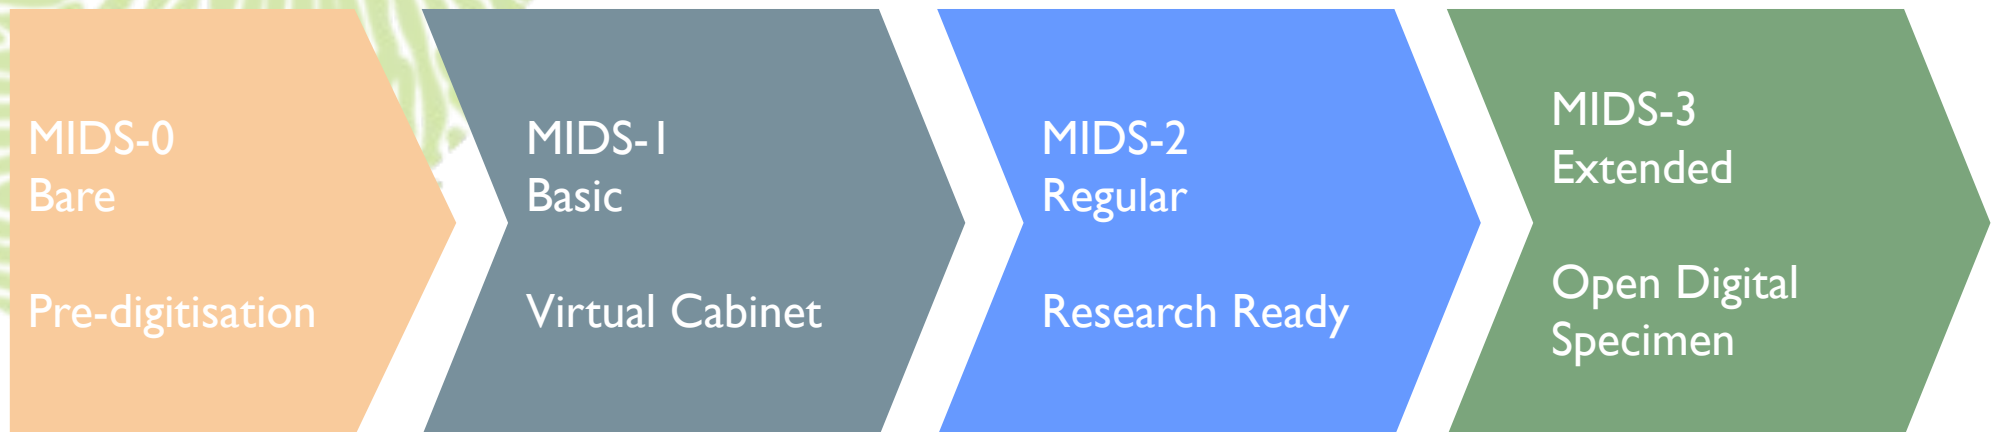 MIDS-0
Bare
Pre-digitisation
MIDS-1
Basic
Virtual Cabinet
MIDS-2
Regular
Research Ready
MIDS-3
Extended
Open Digital
Specimen